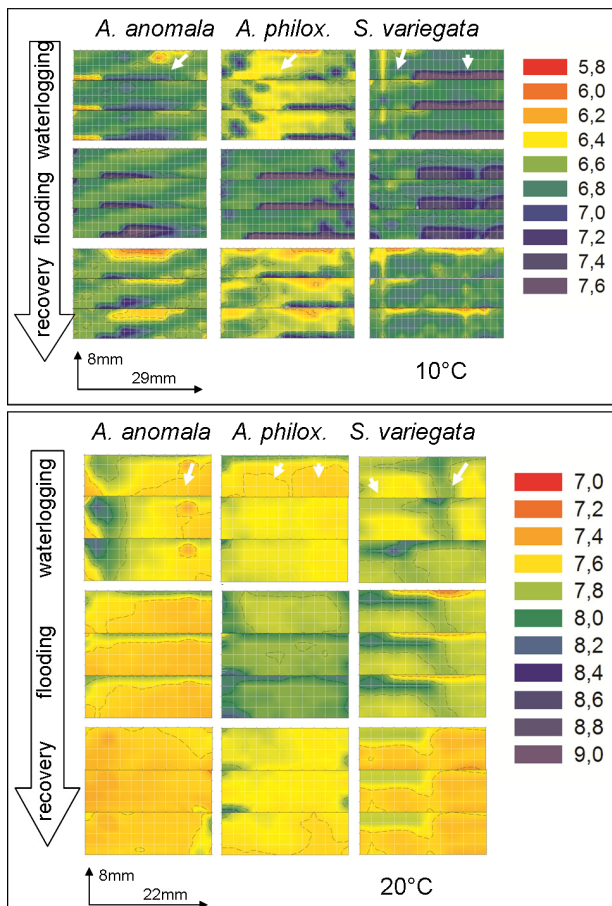 A. anomala A. philox. S. variegata
waterlogging
flooding
recovery
5,8
6,0
6,2
6,4
6,6
6,8
7,0
7,2
7,4
7,6
8mm
29mm
10°C
A. anomala A. philox. S. variegata
waterlogging
flooding
recovery
7,0
7,2
7,4
7,6
7,8
8,0
8,2
8,4
8,6
8,8
9,0
8mm
22mm
20°C